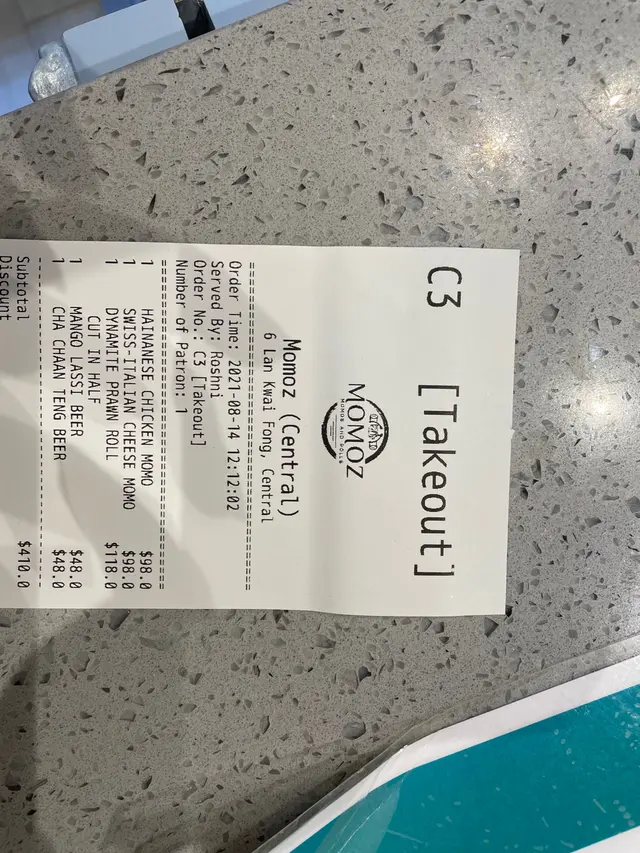 C3 [Takeout]
MOMOZ
MOMOS AND ROLLS
Momoz (Central)
6 Lan Kwai Fong, Central
================================
Order Time: 2021-08-14 12:12:02
Served By: Roshni
Order No.: C3 [Takeout]
Number of Patron: 1
================================
1 HAINANESE CHICKEN MOMO $98.0
1 SWISS-ITALIAN CHEESE MOMO $98.0
1 DYNAMITE PRAWN ROLL $118.0
CUT IN HALF
1 MANGO LASSI BEER $48.0
1 CHA CHAAN TENG BEER $48.0
--------------------------------
Subtotal $410.0
Discount